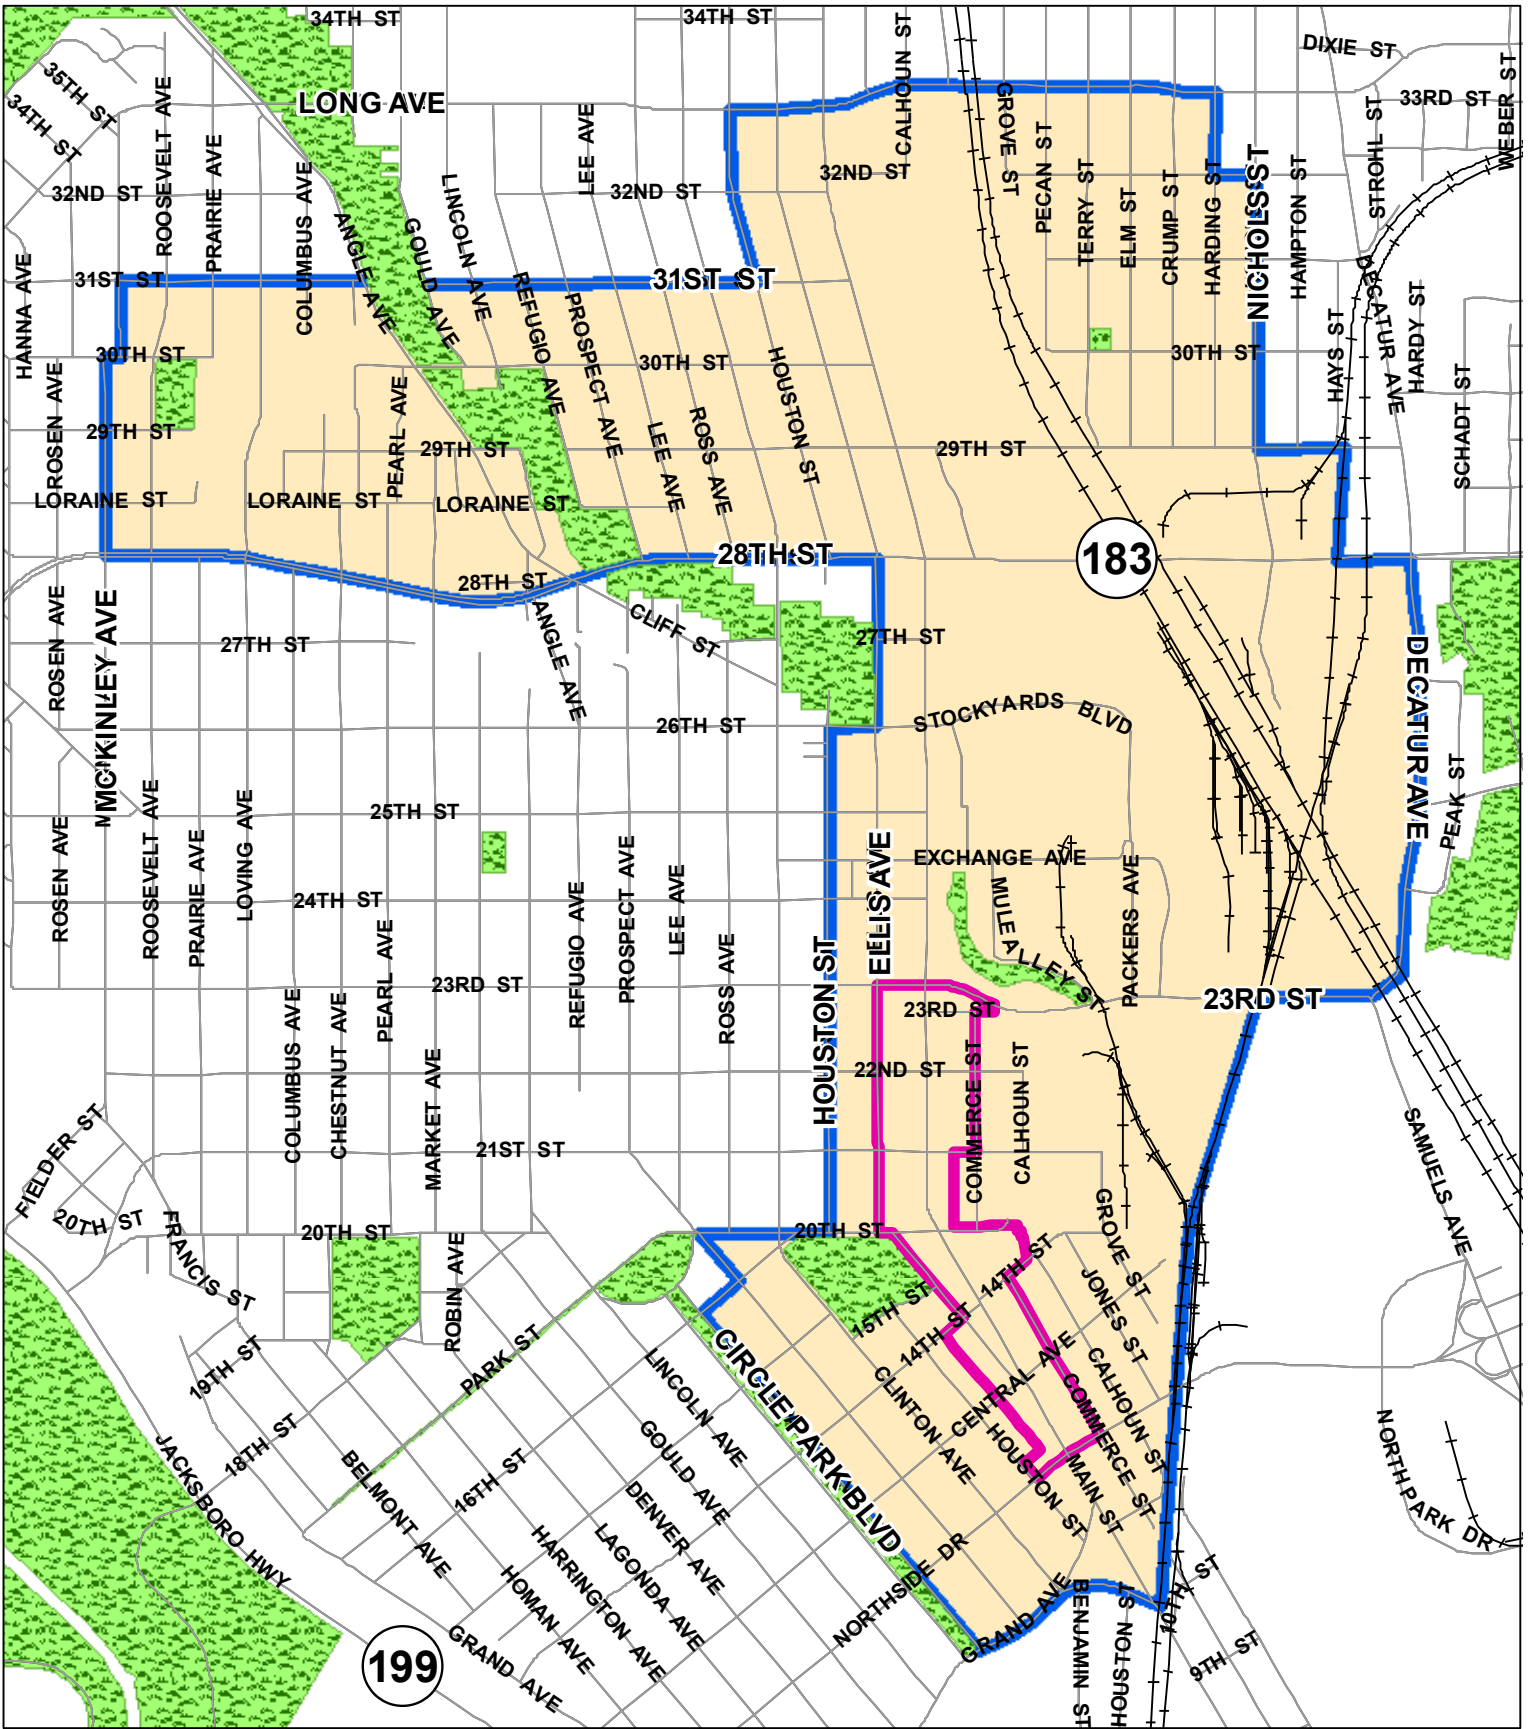 34TH ST
34TH ST
CALHOUN ST
DIXIE ST
35TH ST
34TH ST
ROOSEVELT AVE
LONG AVE
LEE AVE
GROVE ST
33RD ST
WEBER ST
STROHL ST
PRAIRIE AVE
32ND ST
COLUMBUS AVE
LINCOLN AVE
32ND ST
32ND ST
PECAN ST
TERRY ST
ELM ST
CRUMP ST
HARDING ST
NICHOLS ST
HAMPTON ST
ANGLE AVE
GOULD AVE
HANNA AVE
31ST ST
31ST ST
REFUGIO AVE
PROSPECT AVE
DECATUR AVE
HAYS ST
HARDY ST
30TH ST
30TH ST
HOUSTON ST
30TH ST
ROSEN AVE
PEARL AVE
SCHADT ST
29TH ST
29TH ST
LEE AVE
ROSS AVE
29TH ST
LORAINE ST
LORAINE ST
LORAINE ST
183
28TH ST
28TH ST
ROSEN AVE
MCKINLEY AVE
ANGLE AVE
CLIFF ST
27TH ST
27TH ST
DECATUR AVE
STOCKYARDS BLVD
26TH ST
PEAK ST
ROSEN AVE
ROOSEVELT AVE
PRAIRIE AVE
LOVING AVE
25TH ST
PROSPECT AVE
ELLIS AVE
EXCHANGE AVE
MULE ALLEY ST
PACKERS AVE
24TH ST
REFUGIO AVE
LEE AVE
HOUSTON ST
PEARL AVE
ROSS AVE
23RD ST
23RD ST
23RD ST
COLUMBUS AVE
CHESTNUT AVE
MARKET AVE
22ND ST
COMMERCE ST
CALHOUN ST
FIELDER ST
21ST ST
SAMUELS AVE
20TH ST
FRANCIS ST
20TH ST
20TH ST
GROVE ST
ROBIN AVE
14TH ST
JONES ST
15TH ST
14TH ST
19TH ST
PARK ST
LINCOLN AVE
CIRCLE PARK BLVD
CENTRAL AVE
CALHOUN ST
CLINTON AVE
COMMERCE ST
18TH ST
JACKSBORO HWY
BELMONT AVE
16TH ST
GOULD AVE
HOUSTON ST
MAIN ST
NORTHPARK DR
DENVER AVE
HARRINGTON AVE
LAGONDA AVE
HOMAN AVE
NORTHSIDE DR
GRAND AVE
BENJAMIN ST
HOUSTON ST
10TH ST
9TH ST
GRAND AVE
199